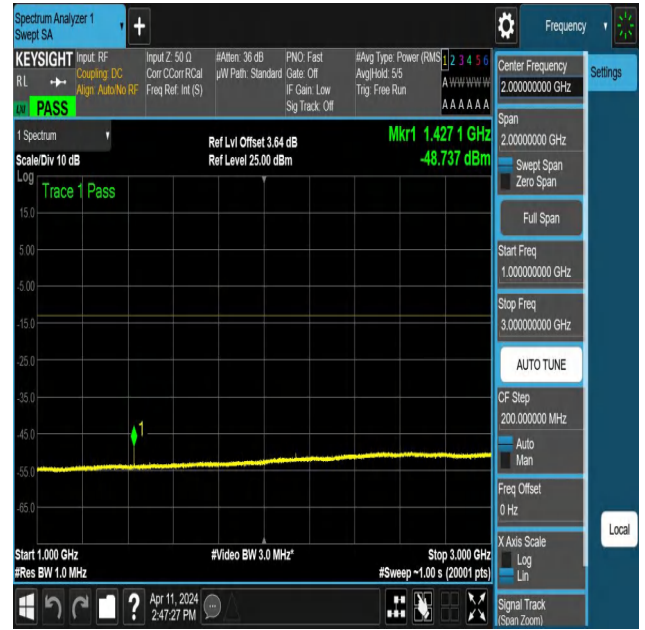 Spectrum Analyzer 1
Swept SA
+
Frequency
KEYSIGHT
RL
LXI
PASS
Input: RF
Coupling: DC
Align: Auto/No RF
Input Z: 50 Ω
Corr CCorr RCal
Freq Ref: Int (S)
#Atten: 36 dB
µW Path: Standard
PNO: Fast
Gate: Off
IF Gain: Low
Sig Track: Off
#Avg Type: Power (RMS
Avg|Hold: 5/5
Trig: Free Run
1 2 3 4 5 6
A W W W W W
A A A A A A
Center Frequency
2.000000000 GHz
Settings
1 Spectrum
Scale/Div 10 dB
Log
Ref Lvl Offset 3.64 dB
Ref Level 25.00 dBm
Mkr1 1.427 1 GHz
-48.737 dBm
Trace 1 Pass
15.0
5.00
-5.00
-15.0
-25.0
-35.0
-45.0
-55.0
-65.0
1
Start 1.000 GHz
#Res BW 1.0 MHz
#Video BW 3.0 MHz*
Stop 3.000 GHz
#Sweep ~1.00 s (20001 pts)
Span
2.00000000 GHz
Swept Span
Zero Span
Full Span
Start Freq
1.000000000 GHz
Stop Freq
3.000000000 GHz
AUTO TUNE
CF Step
200.000000 MHz
Auto
Man
Freq Offset
0 Hz
X Axis Scale
Log
Lin
Signal Track
(Span Zoom)
Local
?
Apr 11, 2024
2:47:27 PM